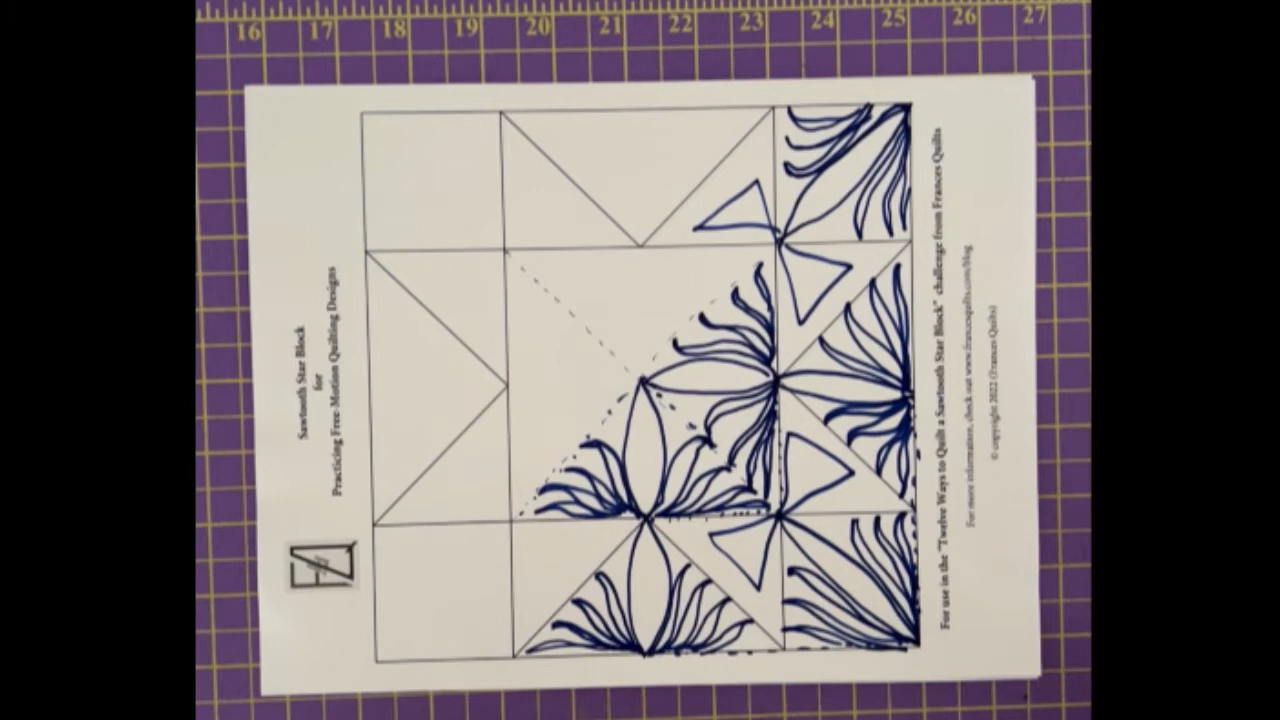 16 17 18 19 20 21 22 23 24 25 26 27
Sawtooth Star Block
for
Practicing Free-Motion Quilting Designs
FQ
For use in the "Twelve Ways to Quilt a Sawtooth Star Block" challenge from Frances Quilts
For more information, check out www.francesquilts.com/blog
© copyright 2022 (Frances Quilts)